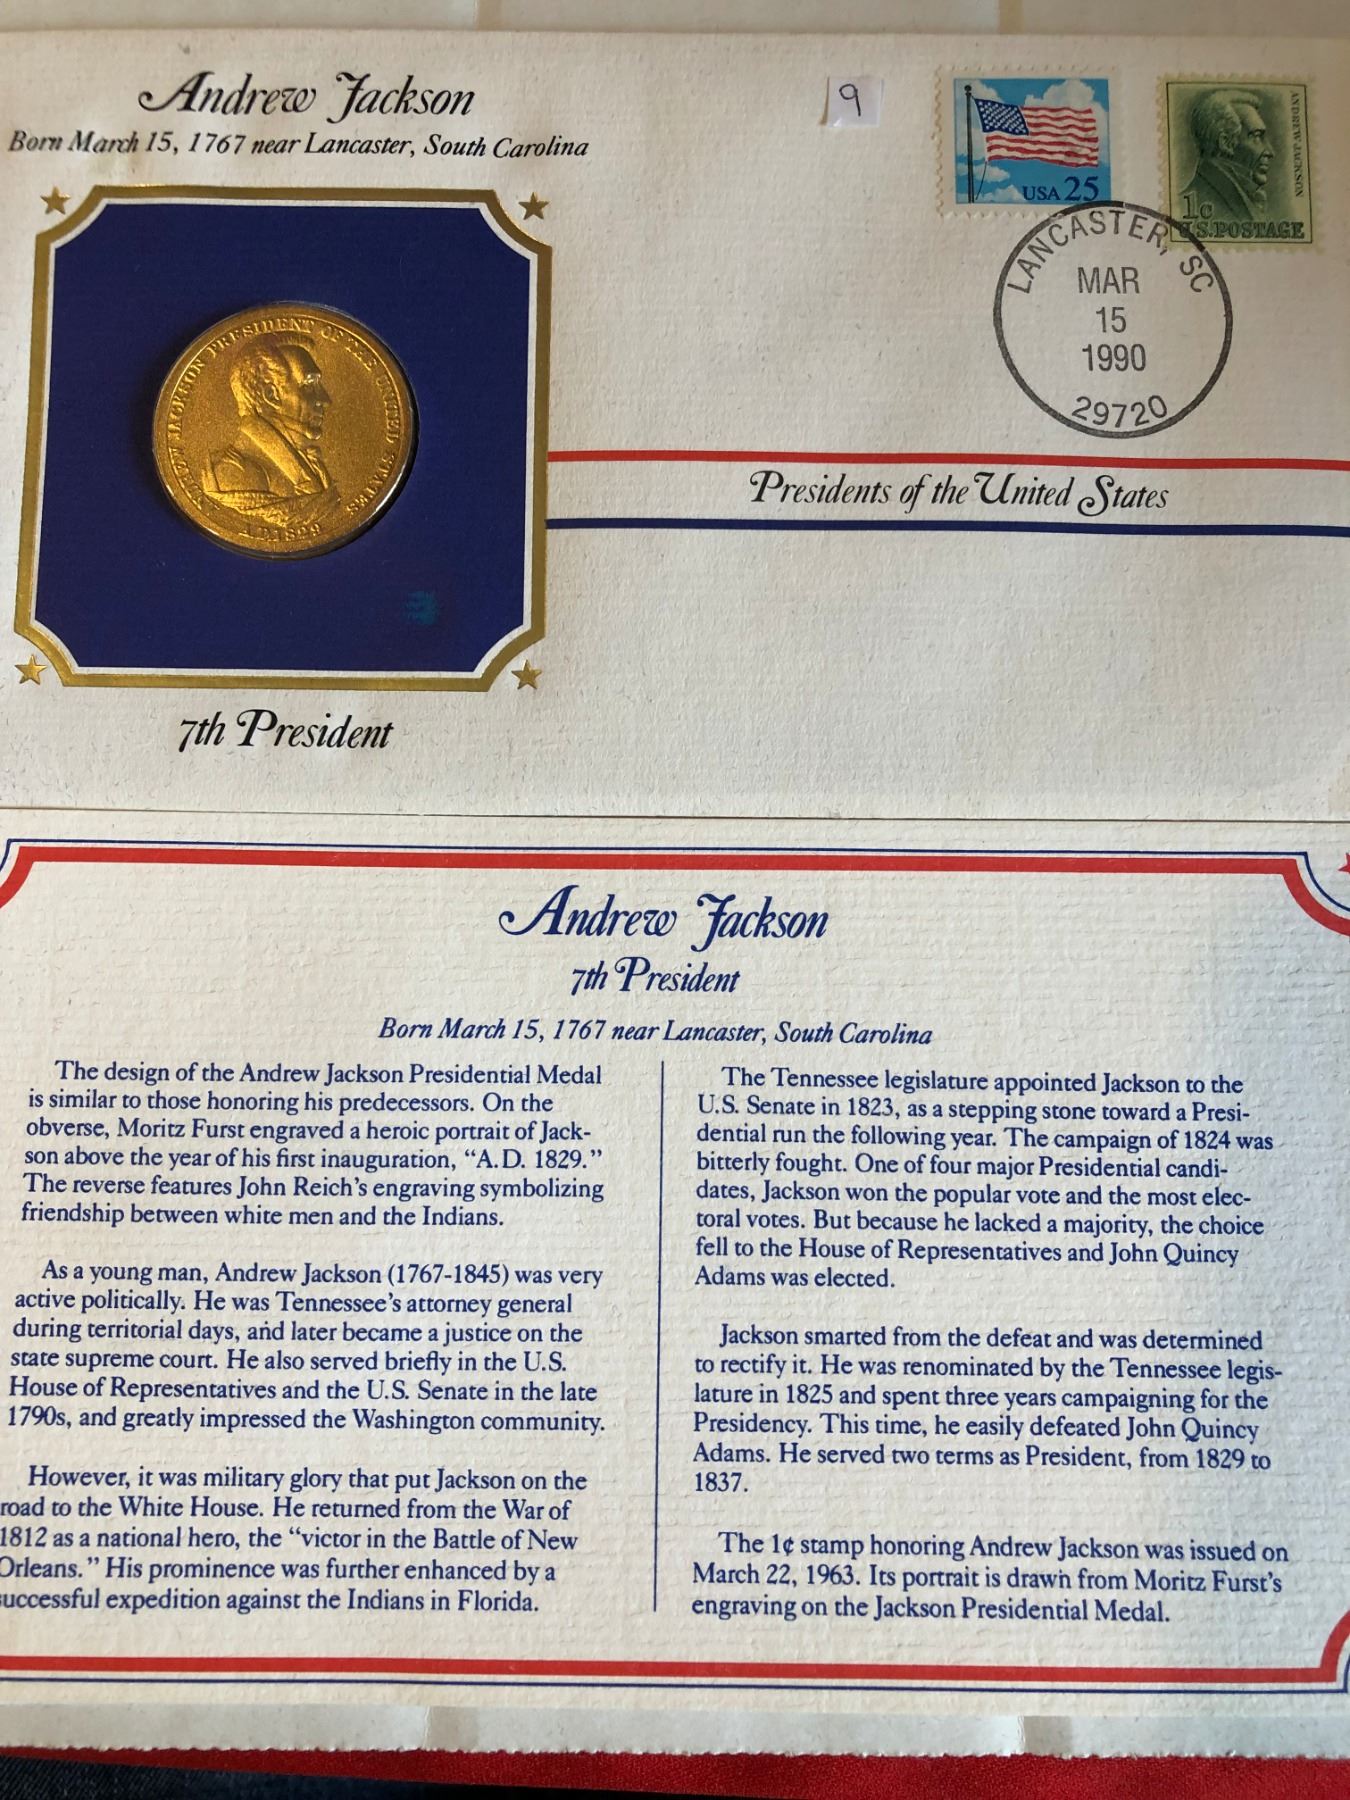 Andrew Jackson
Born March 15, 1767 near Lancaster, South Carolina
9
USA 25
ANDREW JACKSON
1c
U.S. POSTAGE
LANCASTER, SC
MAR
15
1990
29720
ANDREW JACKSON PRESIDENT OF THE UNITED STATES
A.D. 1829
Presidents of the United States
7th President
Andrew Jackson
7th President
Born March 15, 1767 near Lancaster, South Carolina
The design of the Andrew Jackson Presidential Medal
is similar to those honoring his predecessors. On the
obverse, Moritz Furst engraved a heroic portrait of Jack-
son above the year of his first inauguration, “A.D. 1829.”
The reverse features John Reich’s engraving symbolizing
friendship between white men and the Indians.
As a young man, Andrew Jackson (1767-1845) was very
active politically. He was Tennessee’s attorney general
during territorial days, and later became a justice on the
state supreme court. He also served briefly in the U.S.
House of Representatives and the U.S. Senate in the late
1790s, and greatly impressed the Washington community.
However, it was military glory that put Jackson on the
road to the White House. He returned from the War of
1812 as a national hero, the “victor in the Battle of New
Orleans.” His prominence was further enhanced by a
uccessful expedition against the Indians in Florida.
The Tennessee legislature appointed Jackson to the
U.S. Senate in 1823, as a stepping stone toward a Presi-
dential run the following year. The campaign of 1824 was
bitterly fought. One of four major Presidential candi-
dates, Jackson won the popular vote and the most elec-
toral votes. But because he lacked a majority, the choice
fell to the House of Representatives and John Quincy
Adams was elected.
Jackson smarted from the defeat and was determined
to rectify it. He was renominated by the Tennessee legis-
lature in 1825 and spent three years campaigning for the
Presidency. This time, he easily defeated John Quincy
Adams. He served two terms as President, from 1829 to
1837.
The 1¢ stamp honoring Andrew Jackson was issued on
March 22, 1963. Its portrait is drawn from Moritz Furst’s
engraving on the Jackson Presidential Medal.